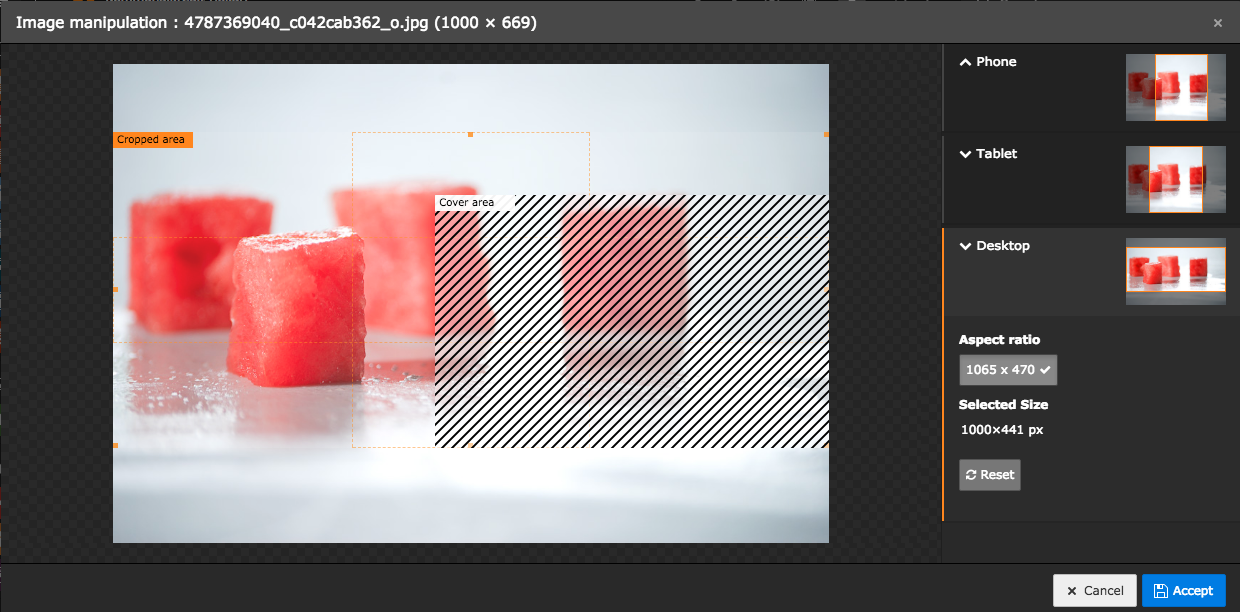 Image manipulation : 4787369040_c042cab362_o.jpg (1000 × 669)
×
Cropped area
Cover area
Phone
Tablet
Desktop
Aspect ratio
1065 x 470
Selected Size
1000×441 px
Reset
Cancel
Accept